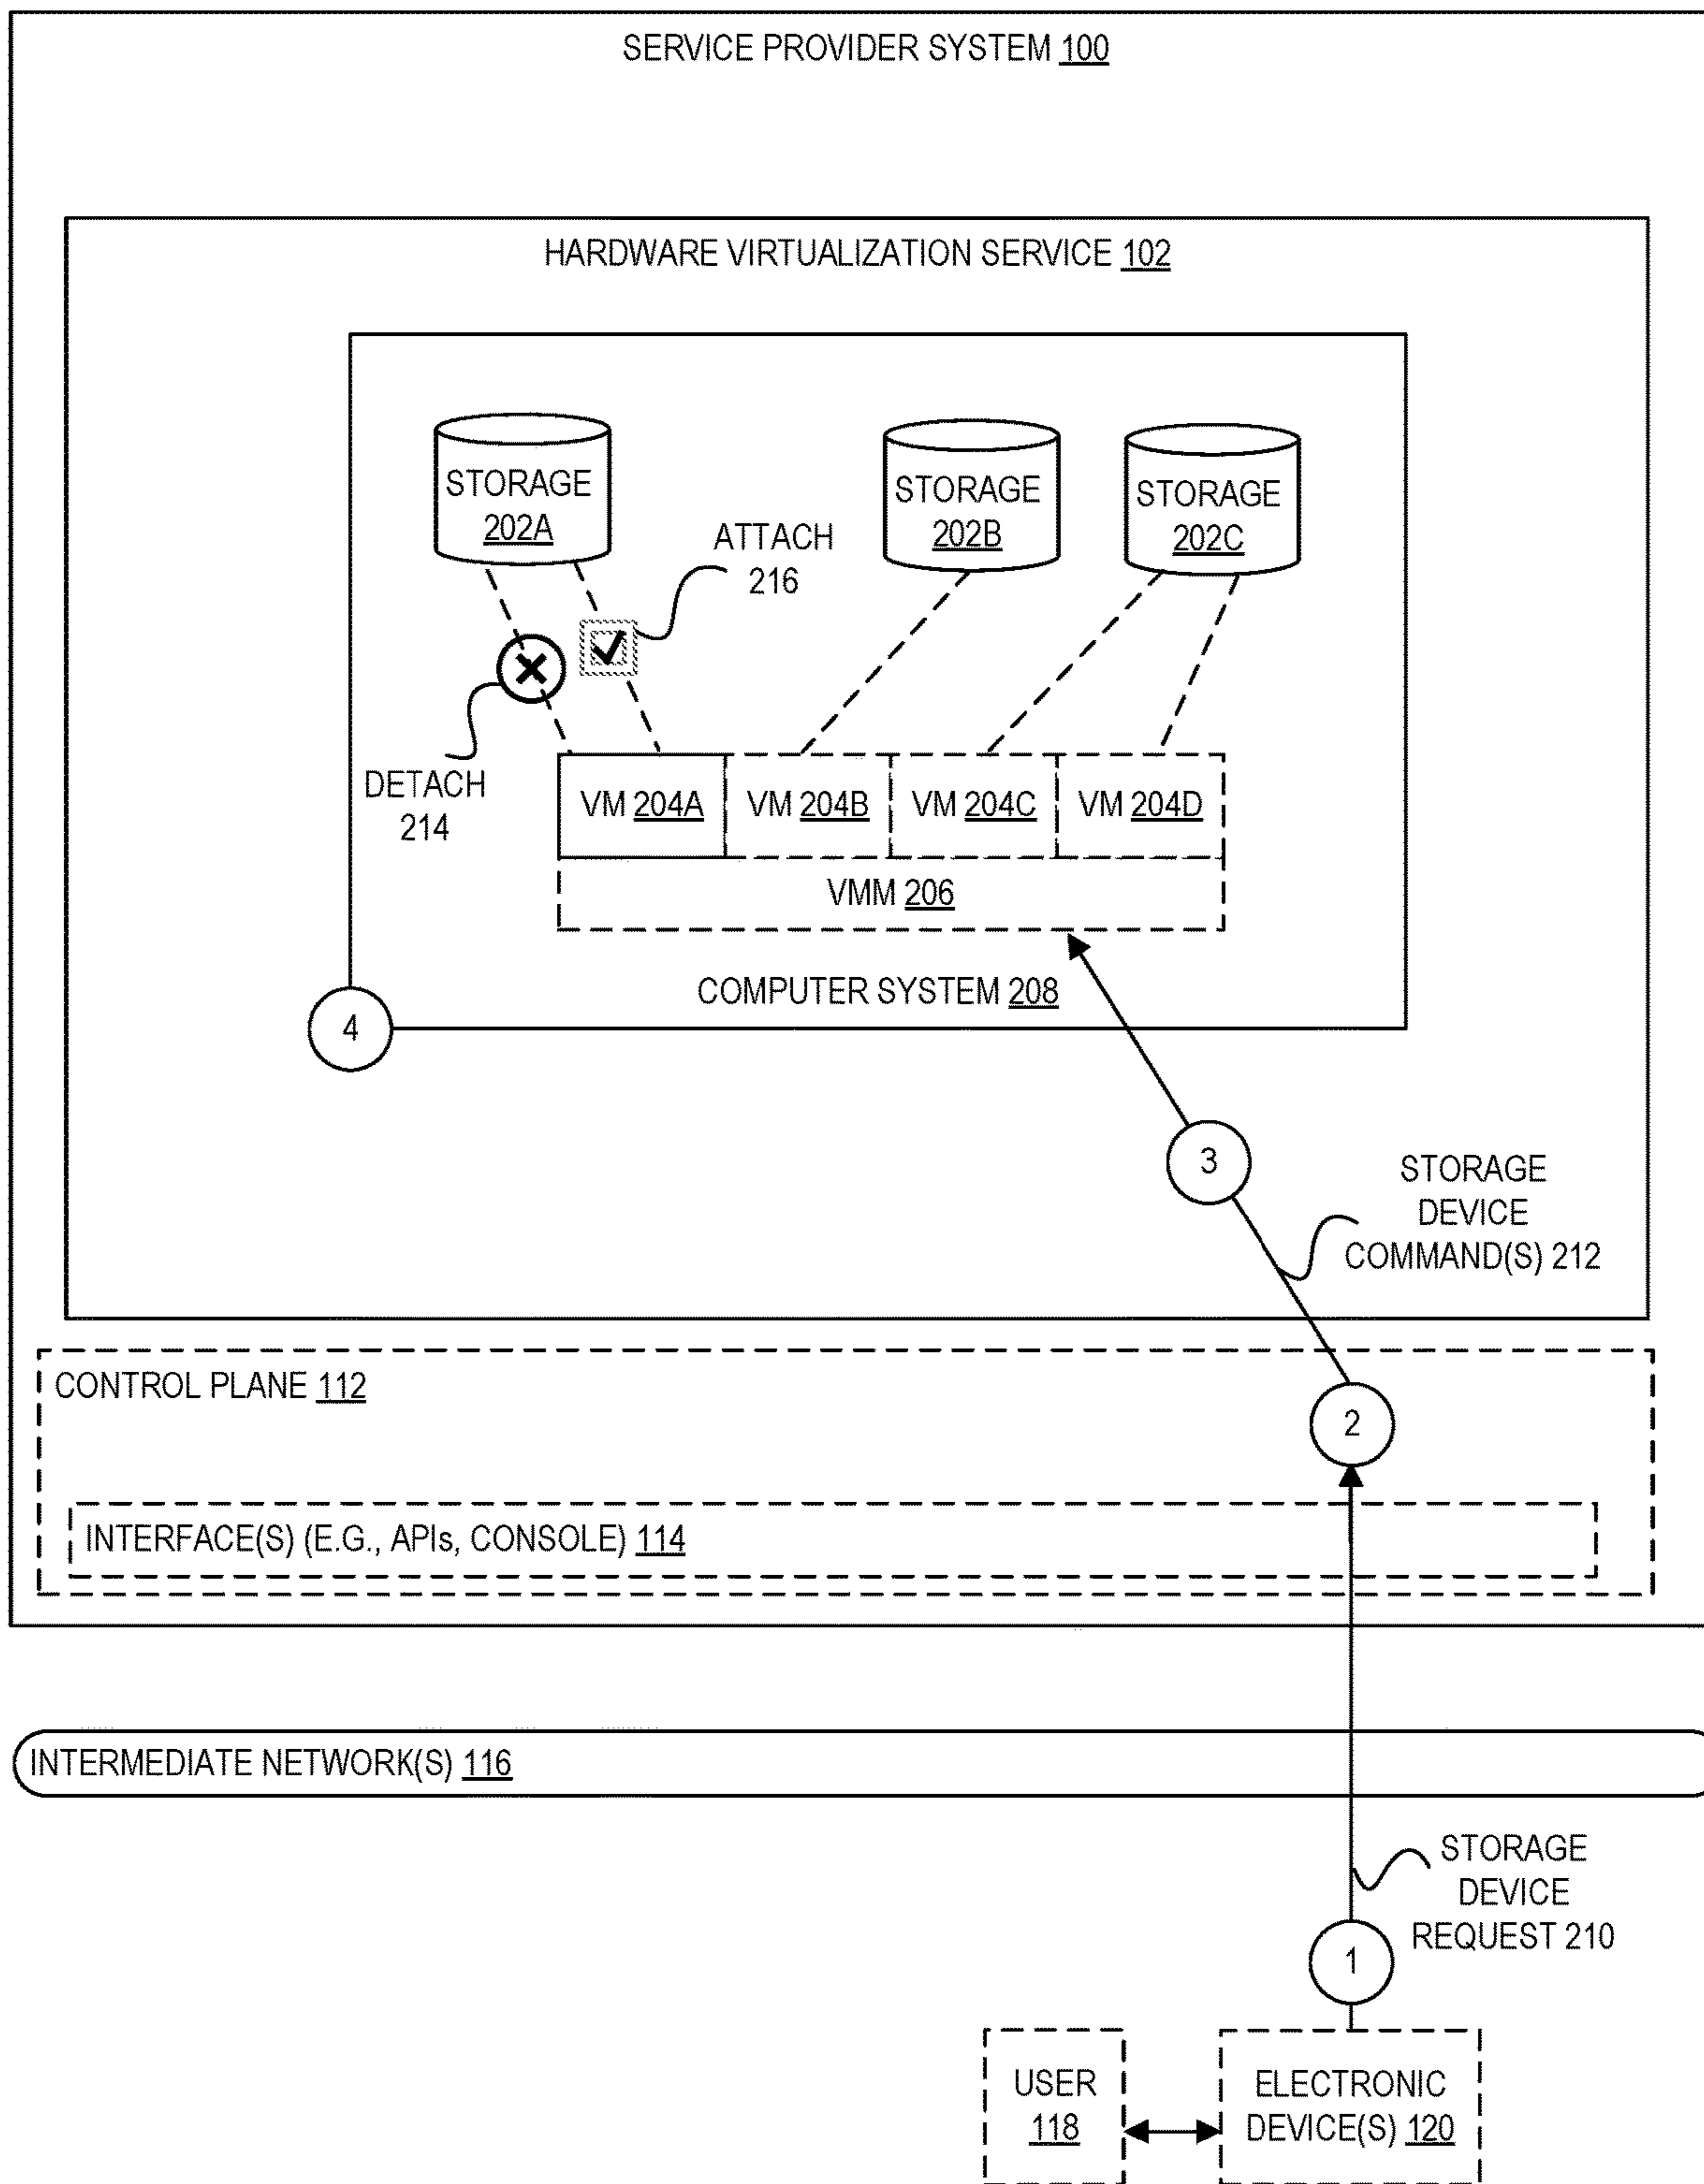 SERVICE PROVIDER SYSTEM 100
HARDWARE VIRTUALIZATION SERVICE 102
STORAGE
202A
STORAGE
202B
STORAGE
202C
ATTACH
216
DETACH
214
VM 204A
VM 204B
VM 204C
VM 204D
VMM 206
COMPUTER SYSTEM 208
4
3
STORAGE
DEVICE
COMMAND(S) 212
CONTROL PLANE 112
2
INTERFACE(S) (E.G., APIs, CONSOLE) 114
INTERMEDIATE NETWORK(S) 116
STORAGE
DEVICE
REQUEST 210
1
USER
118
ELECTRONIC
DEVICE(S) 120